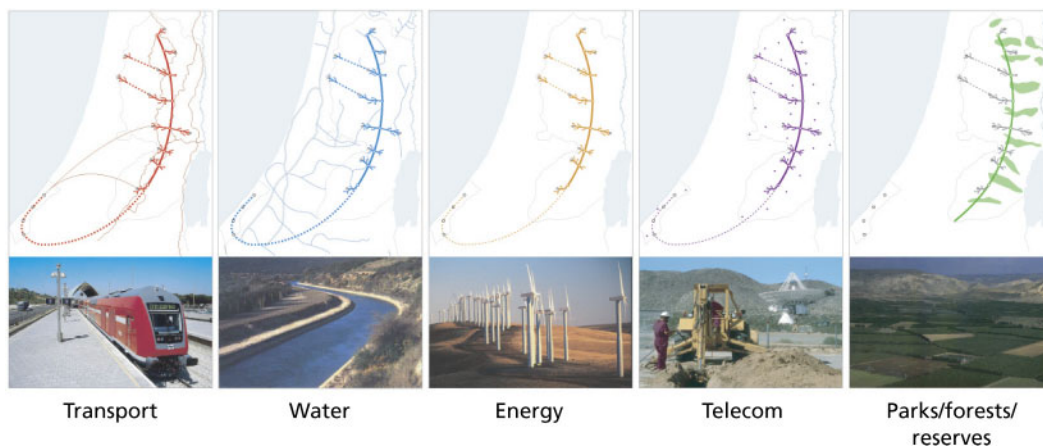 Transport
Water
Energy
Telecom
Parks/forests/
reserves